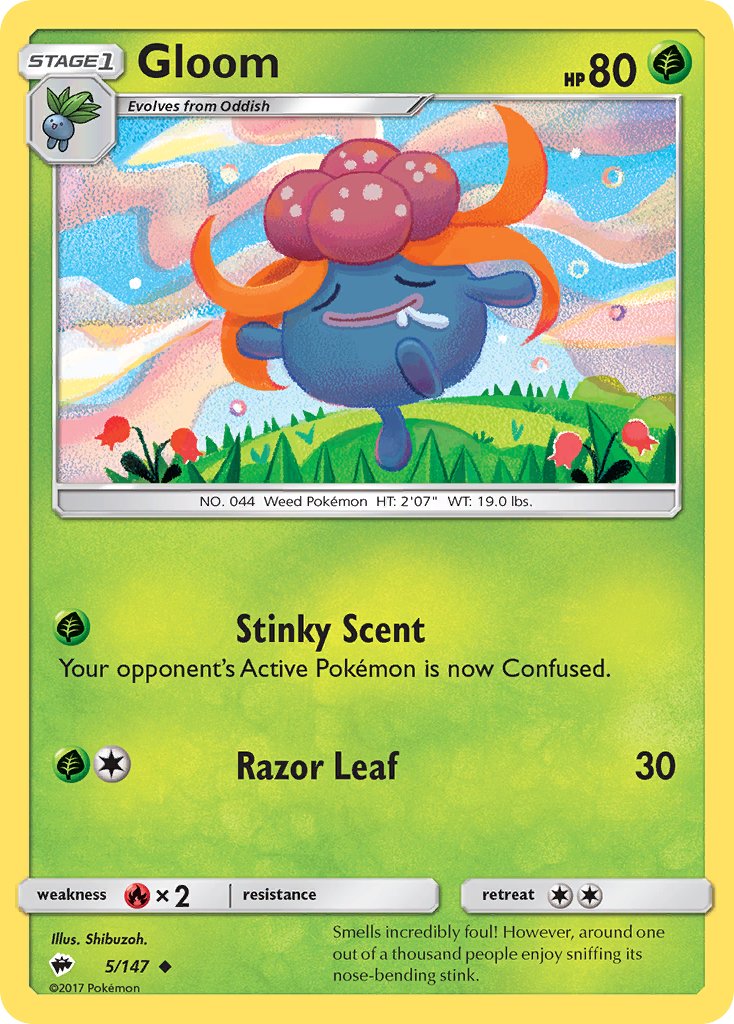 STAGE1
Gloom
HP 80
Evolves from Oddish
NO. 044 Weed Pokémon HT: 2'07" WT: 19.0 lbs.
Stinky Scent
Your opponent's Active Pokémon is now Confused.
Razor Leaf 30
weakness × 2 resistance retreat
Illus. Shibuzoh.
5/147
©2017 Pokémon
Smells incredibly foul! However, around one
out of a thousand people enjoy sniffing its
nose-bending stink.